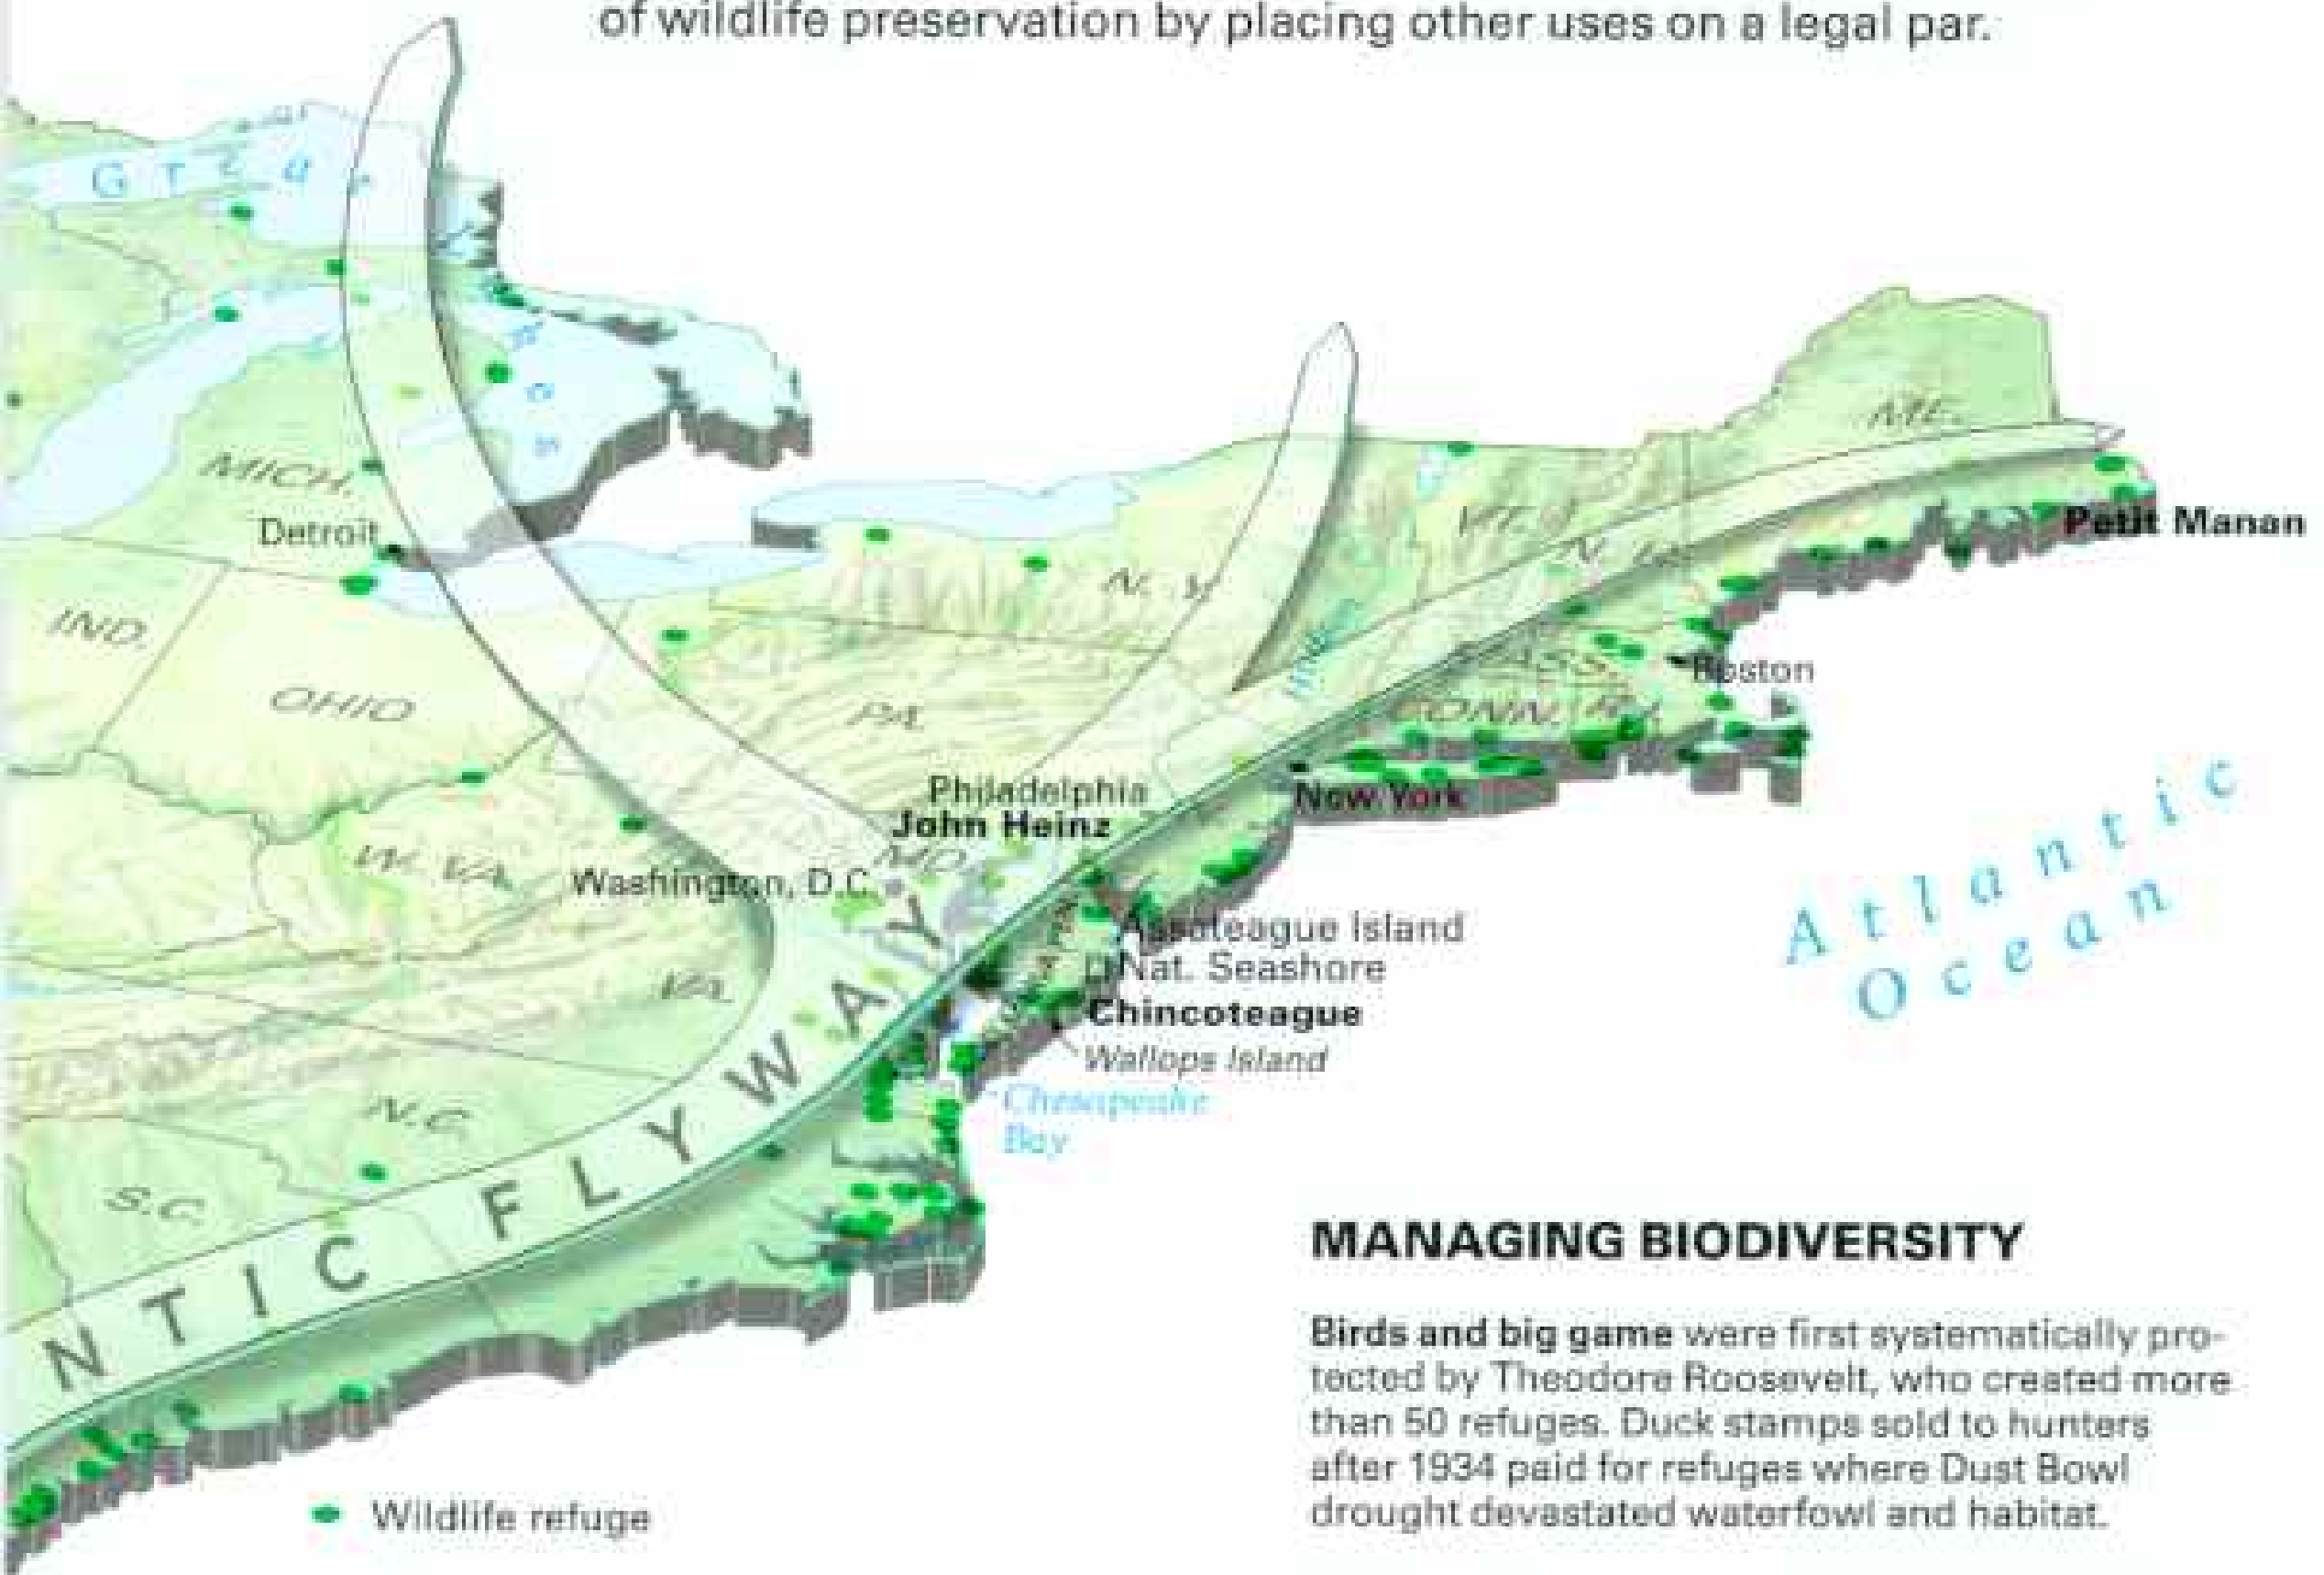 of wildlife preservation by placing other uses on a legal par.
G r e a
ME.
MICH.
Detroit
VT.
N. H.
Petit Manan
N. Y.
IND.
OHIO
PA.
MASS.
Boston
CONN. R.I.
Philadelphia
New York
John Heinz
MD.
W. VA.
Washington, D.C.
Assateague Island
Nat. Seashore
VA.
Chincoteague
Wallops Island
Chesapeake
Bay
Atlantic
Ocean
N.C.
S.C.
NTIC FLYWAY
MANAGING BIODIVERSITY
Birds and big game were first systematically pro-
tected by Theodore Roosevelt, who created more
than 50 refuges. Duck stamps sold to hunters
after 1934 paid for refuges where Dust Bowl
drought devastated waterfowl and habitat.
Wildlife refuge